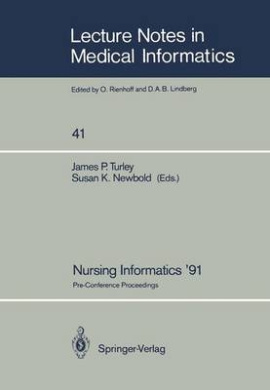 Lecture Notes in
Medical Informatics
Edited by O. Rienhoff and D.A.B. Lindberg
41
James P. Turley
Susan K. Newbold (Eds.)
Nursing Informatics '91
Pre-Conference Proceedings
Springer-Verlag